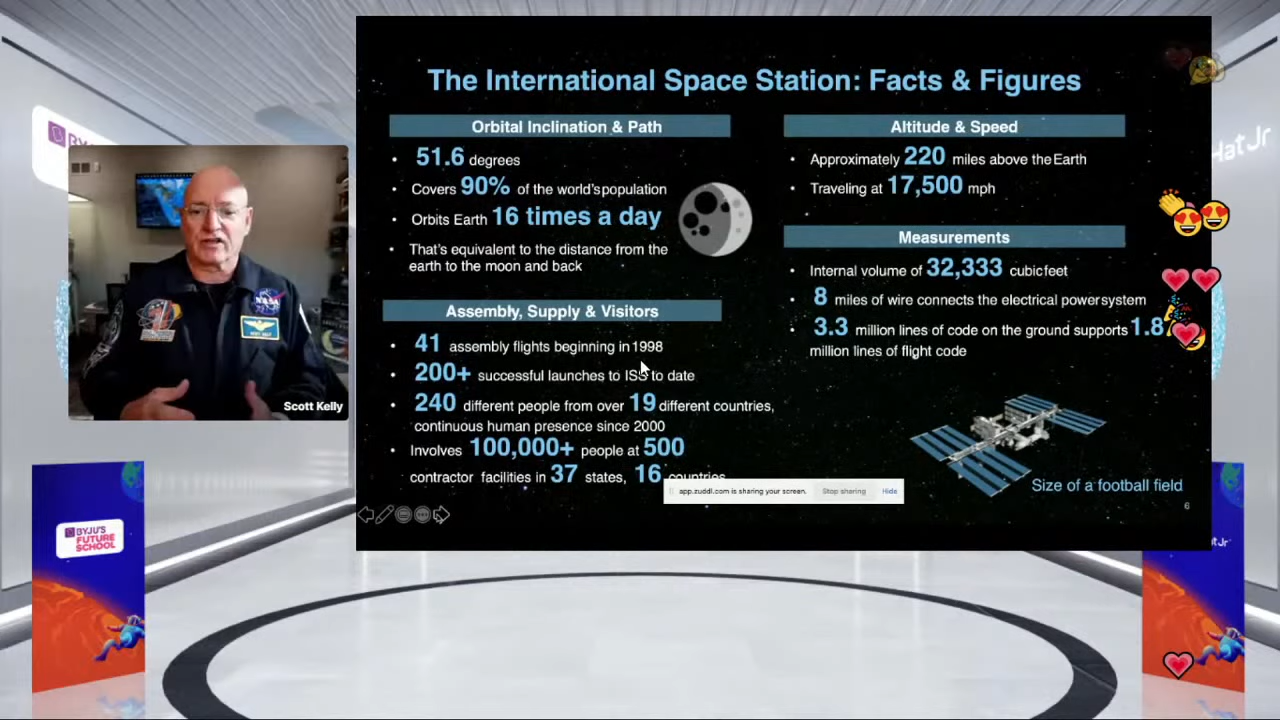 The International Space Station: Facts & Figures
Orbital Inclination & Path
• 51.6 degrees
• Covers 90% of the world's population
• Orbits Earth 16 times a day
• That's equivalent to the distance from the
earth to the moon and back
Assembly, Supply & Visitors
• 41 assembly flights beginning in 1998
• 200+ successful launches to ISS to date
• 240 different people from over 19 different countries,
continuous human presence since 2000
• Involves 100,000+ people at 500
contractor facilities in 37 states, 16 countries
Altitude & Speed
• Approximately 220 miles above the Earth
• Traveling at 17,500 mph
Measurements
• Internal volume of 32,333 cubic feet
• 8 miles of wire connects the electrical power system
• 3.3 million lines of code on the ground supports 1.8
million lines of flight code
Size of a football field
6
app.zuddl.com is sharing your screen. Stop sharing Hide
NASA
Scott Kelly
BYJU'S
FUTURE
SCHOOL
Hat Jr